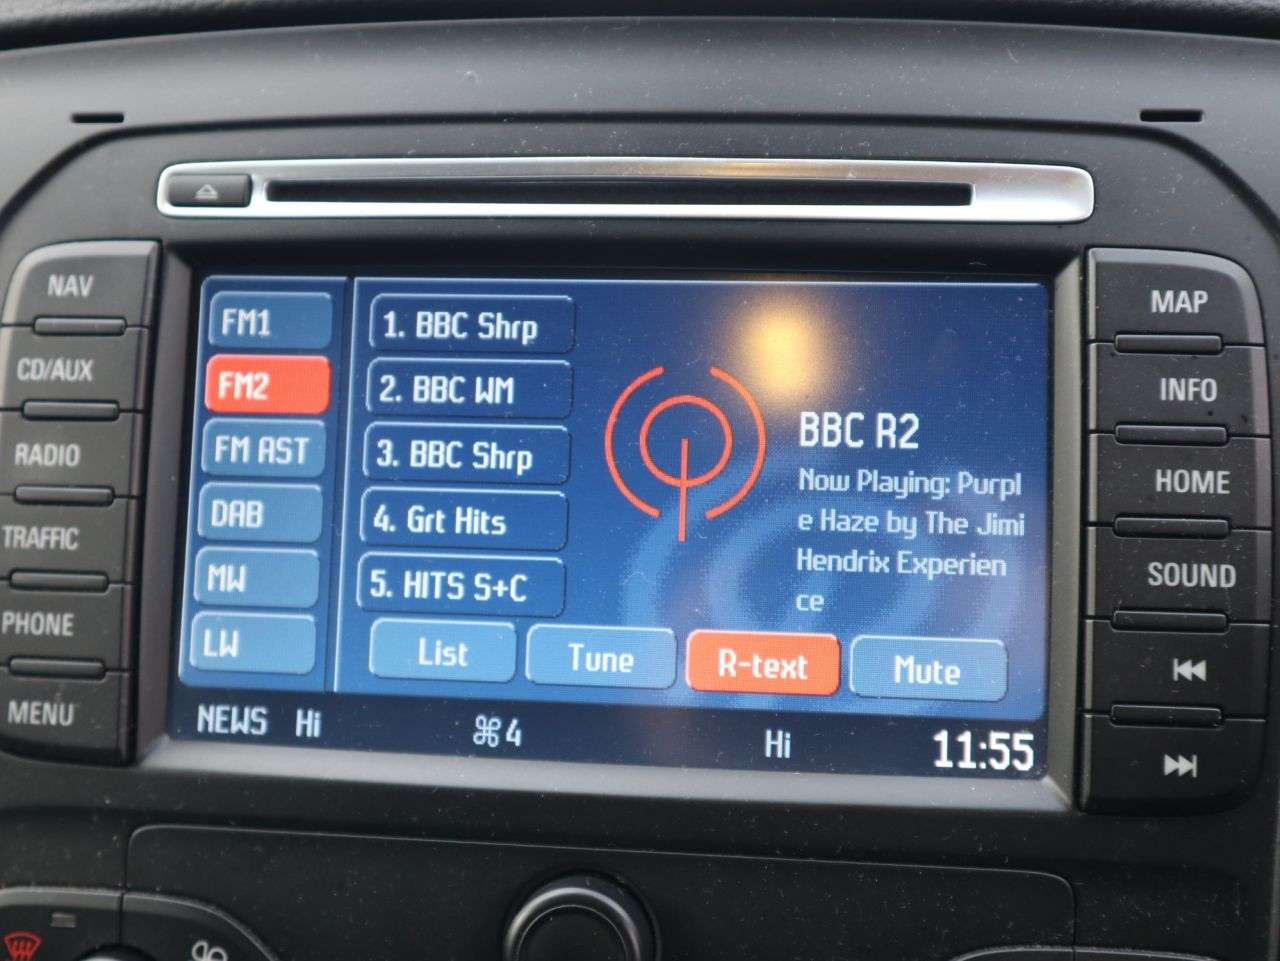 NAV
CD/AUX
RADIO
TRAFFIC
PHONE
MENU
FM1
FM2
FM AST
DAB
MW
LW
1. BBC Shrp
2. BBC WM
3. BBC Shrp
4. Grt Hits
5. HITS S+C
BBC R2
Now Playing: Purpl
e Haze by The Jimi
Hendrix Experien
ce
List
Tune
R-text
Mute
NEWS Hi 4 Hi 11:55
MAP
INFO
HOME
SOUND